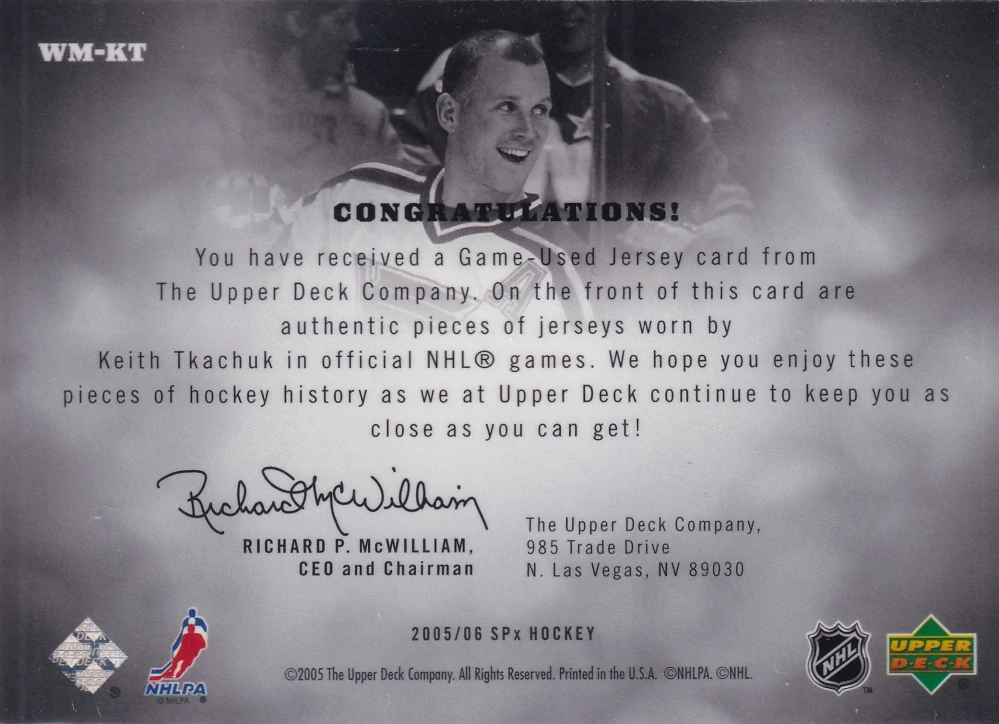 WM-KT
CONGRATULATIONS!
You have received a Game-Used Jersey card from
The Upper Deck Company. On the front of this card are
authentic pieces of jerseys worn by
Keith Tkachuk in official NHL® games. We hope you enjoy these
pieces of hockey history as we at Upper Deck continue to keep you as
close as you can get!
Richard McWilliam
RICHARD P. McWILLIAM,
CEO and Chairman
The Upper Deck Company,
985 Trade Drive
N. Las Vegas, NV 89030
2005/06 SPx HOCKEY
©2005 The Upper Deck Company. All Rights Reserved. Printed in the U.S.A. ©NHLPA. ©NHL.
NHLPA ®
© NHLPA
NHL
TM
UPPER
D·E·C·K